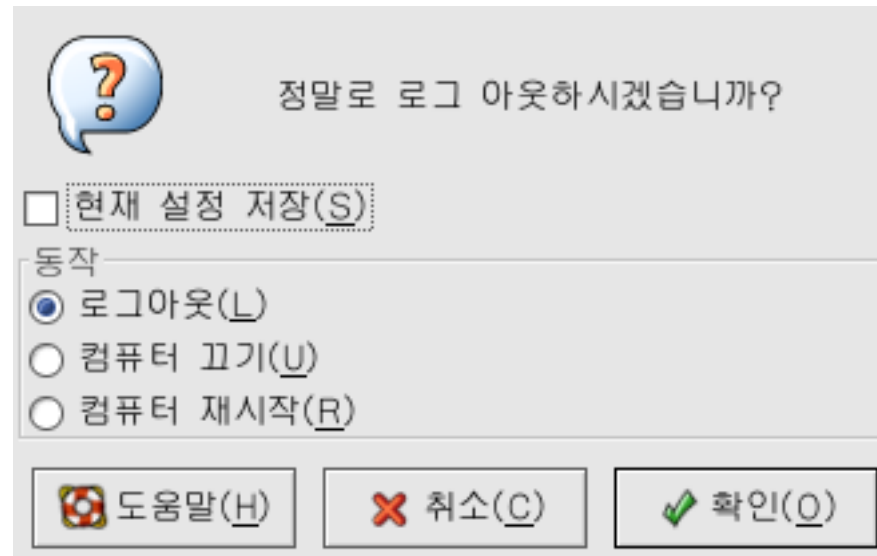 정말로 로그 아웃하시겠습니까?
현재 설정 저장(S)
동작
로그아웃(L)
컴퓨터 끄기(U)
컴퓨터 재시작(R)
도움말(H) 취소(C) 확인(O)